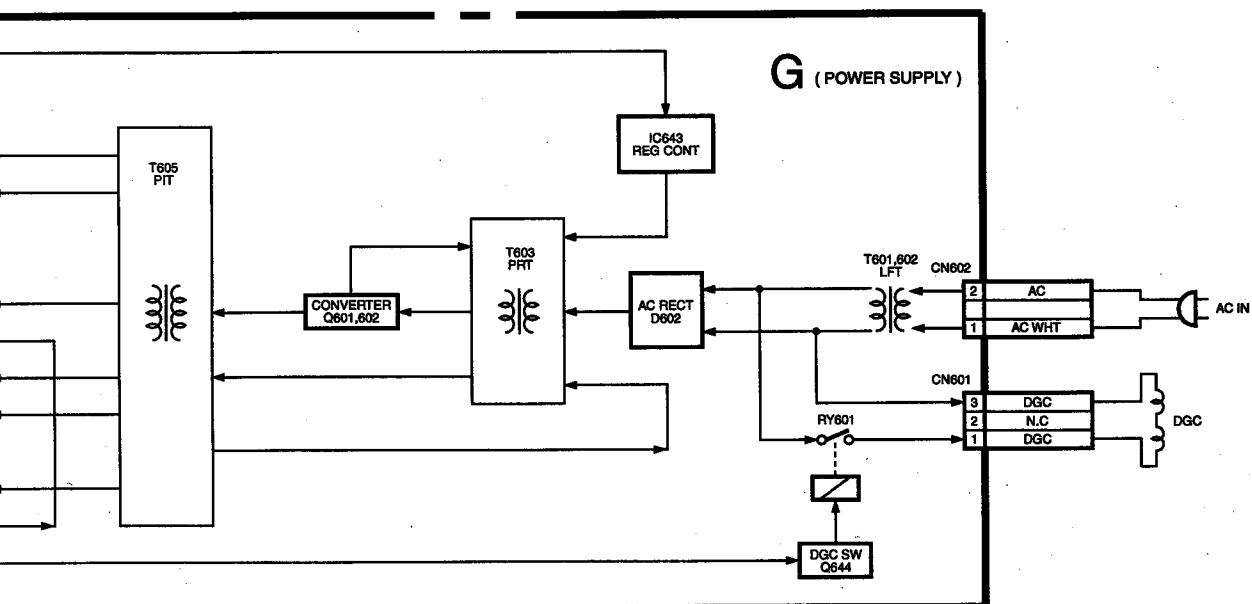 G ( POWER SUPPLY )
IC643
REG CONT
T605
PIT
T603
PRT
CONVERTER
Q601,602
AC RECT
D602
T601,602
LFT
CN602
2 AC
1 AC WHT
AC IN
CN601
3 DGC
2 N.C
1 DGC
DGC
RY601
DGC SW
Q644